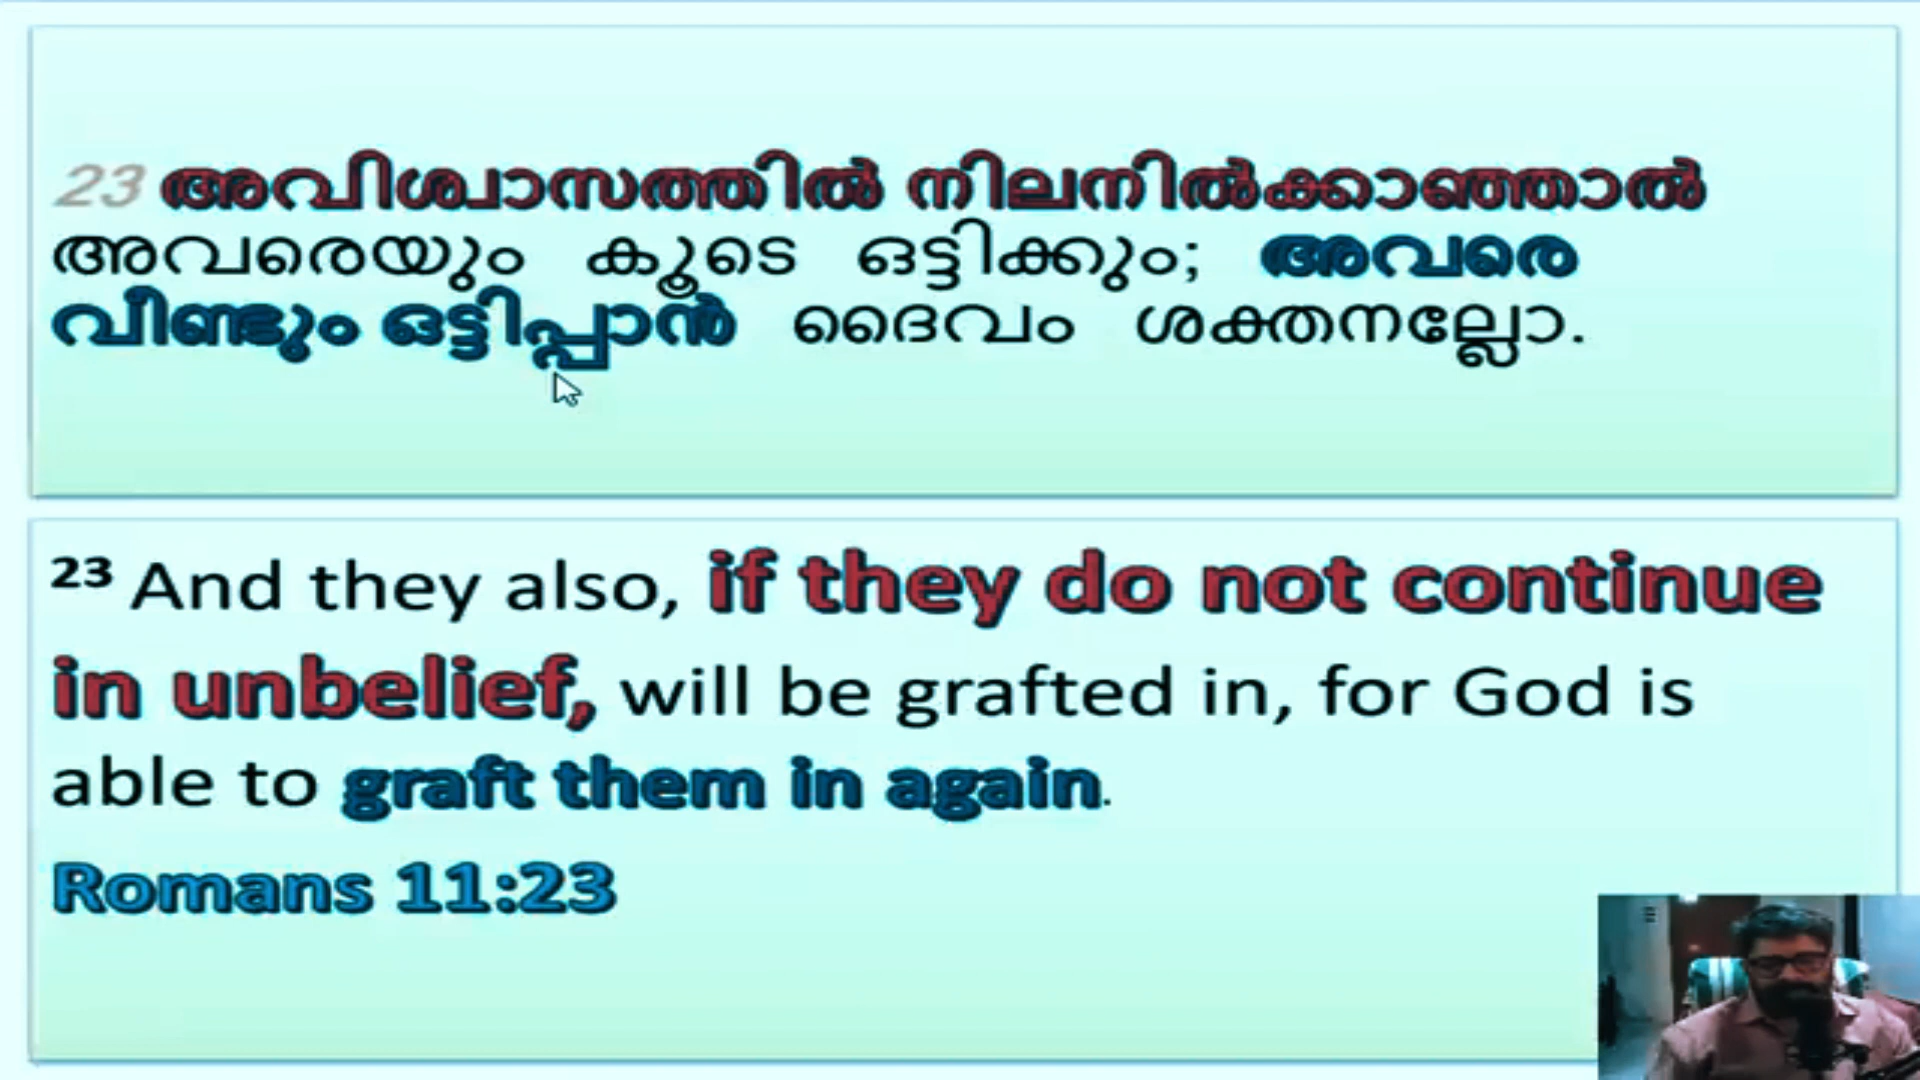 23 അവിശ്വാസത്തിൽ നിലനിൽക്കാഞ്ഞാൽ
അവരെയും കൂടെ ഒട്ടിക്കും; അവരെ
വീണ്ടും ഒട്ടിപ്പാൻ ദൈവം ശക്തനല്ലോ.
23 And they also, if they do not continue
in unbelief, will be grafted in, for God is
able to graft them in again.
Romans 11:23